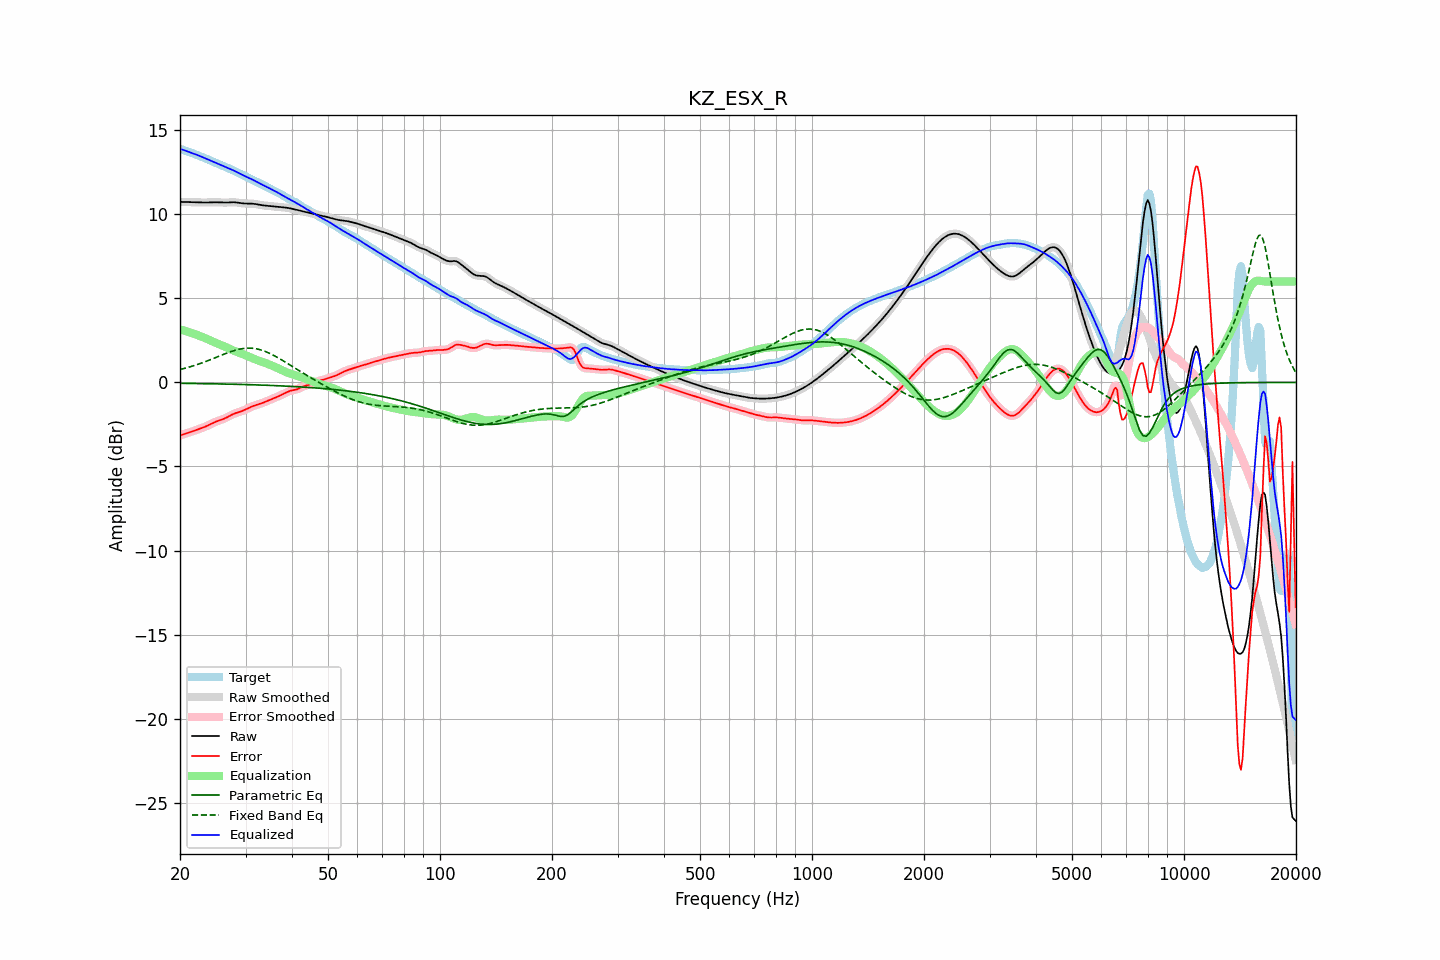 KZ_ESX_R
Amplitude (dBr)
15
10
5
0
−5
−10
−15
−20
−25
Target
Raw Smoothed
Error Smoothed
Raw
Error
Equalization
Parametric Eq
Fixed Band Eq
Equalized
20 50 100 200 500 1000 2000 5000 10000 20000
Frequency (Hz)